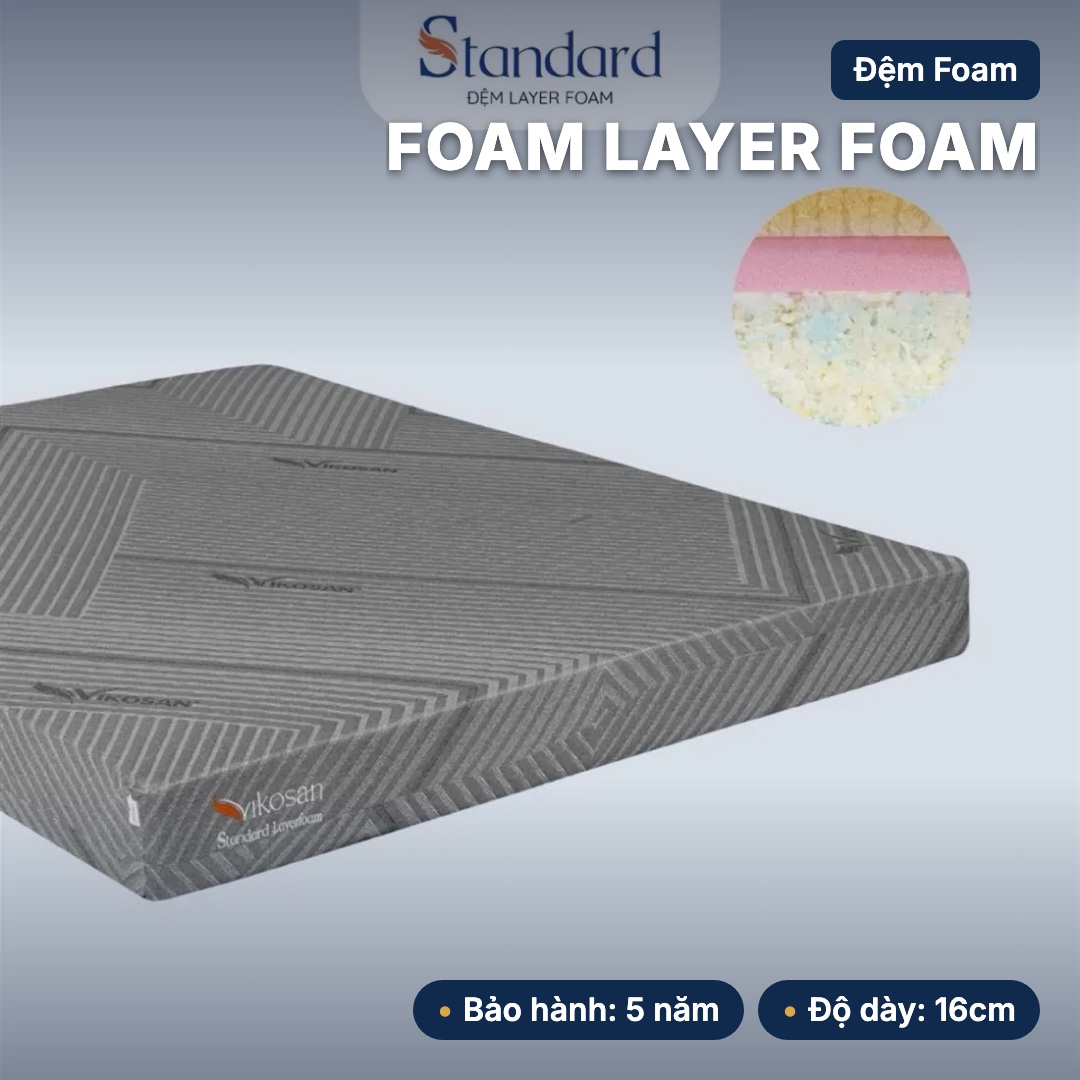 Standard
ĐỆM LAYER FOAM
Đệm Foam
FOAM LAYER FOAM
VIKOSAN
VIKOSAN
VIKOSAN
vikosan
Standard Layerfoam
• Bảo hành: 5 năm
• Độ dày: 16cm